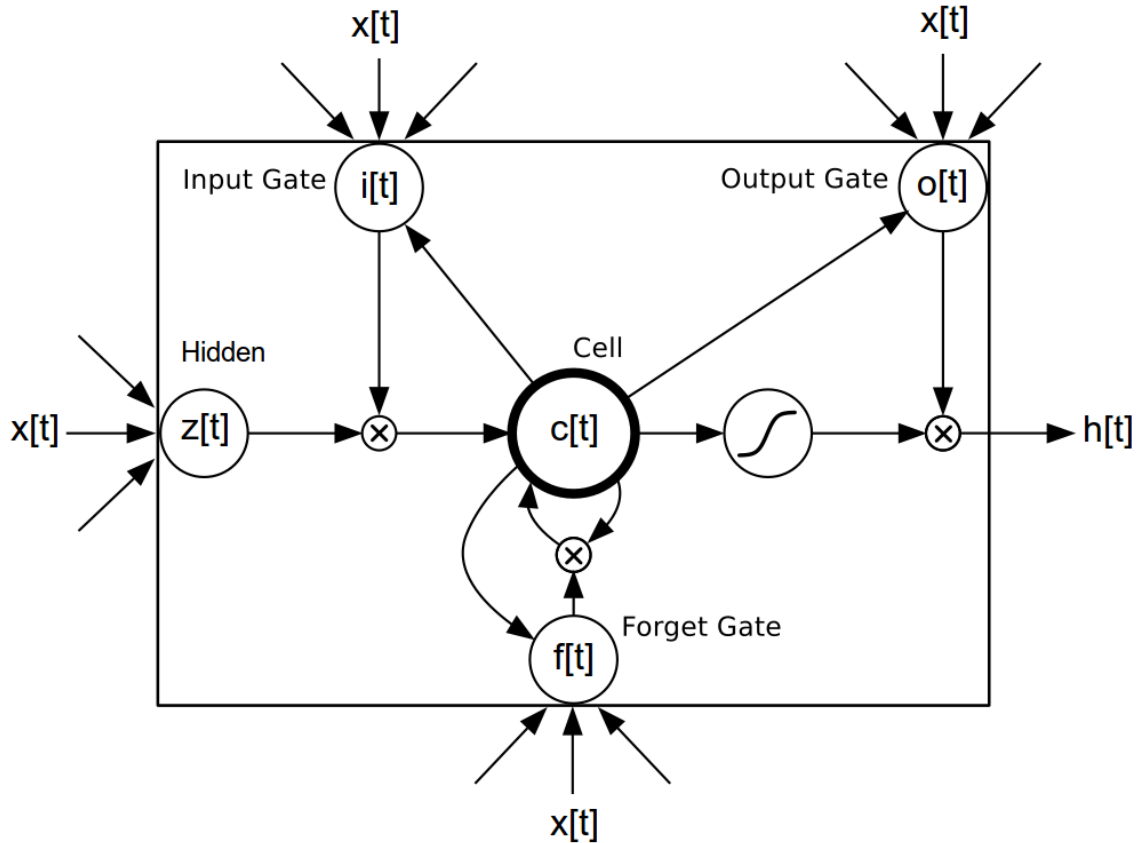 x[t]
x[t]
Input Gate
i[t]
Output Gate
o[t]
Hidden
Cell
x[t]
z[t]
×
c[t]
×
h[t]
×
Forget Gate
f[t]
x[t]